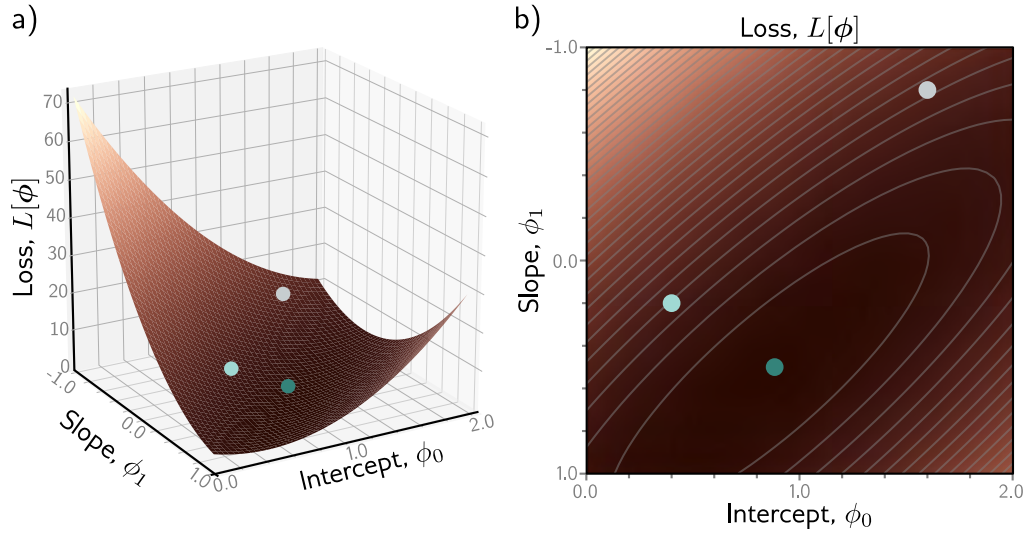 a)
70
60
50
40
30
20
10
0
Loss, L[ϕ]
-1.0
0.0
1.0
Slope, ϕ₁
0.0
1.0
2.0
Intercept, ϕ₀
b)
Loss, L[ϕ]
-1.0
0.0
1.0
Slope, ϕ₁
0.0
1.0
2.0
Intercept, ϕ₀